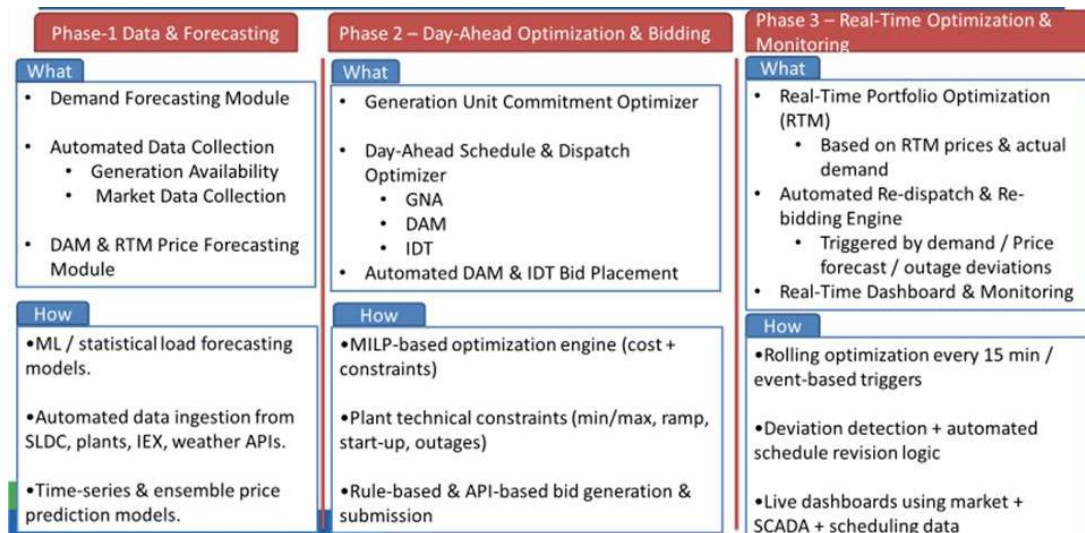 Phase-1 Data & Forecasting
What
• Demand Forecasting Module
• Automated Data Collection
• Generation Availability
• Market Data Collection
• DAM & RTM Price Forecasting
Module
How
•ML / statistical load forecasting
models.
•Automated data ingestion from
SLDC, plants, IEX, weather APIs.
•Time-series & ensemble price
prediction models.
Phase 2 – Day-Ahead Optimization & Bidding
What
• Generation Unit Commitment Optimizer
• Day-Ahead Schedule & Dispatch
Optimizer
• GNA
• DAM
• IDT
• Automated DAM & IDT Bid Placement
How
•MILP-based optimization engine (cost +
constraints)
•Plant technical constraints (min/max, ramp,
start-up, outages)
•Rule-based & API-based bid generation &
submission
Phase 3 – Real-Time Optimization &
Monitoring
What
• Real-Time Portfolio Optimization
(RTM)
• Based on RTM prices & actual
demand
• Automated Re-dispatch & Re-
bidding Engine
• Triggered by demand / Price
forecast / outage deviations
• Real-Time Dashboard & Monitoring
How
•Rolling optimization every 15 min /
event-based triggers
•Deviation detection + automated
schedule revision logic
•Live dashboards using market +
SCADA + scheduling data